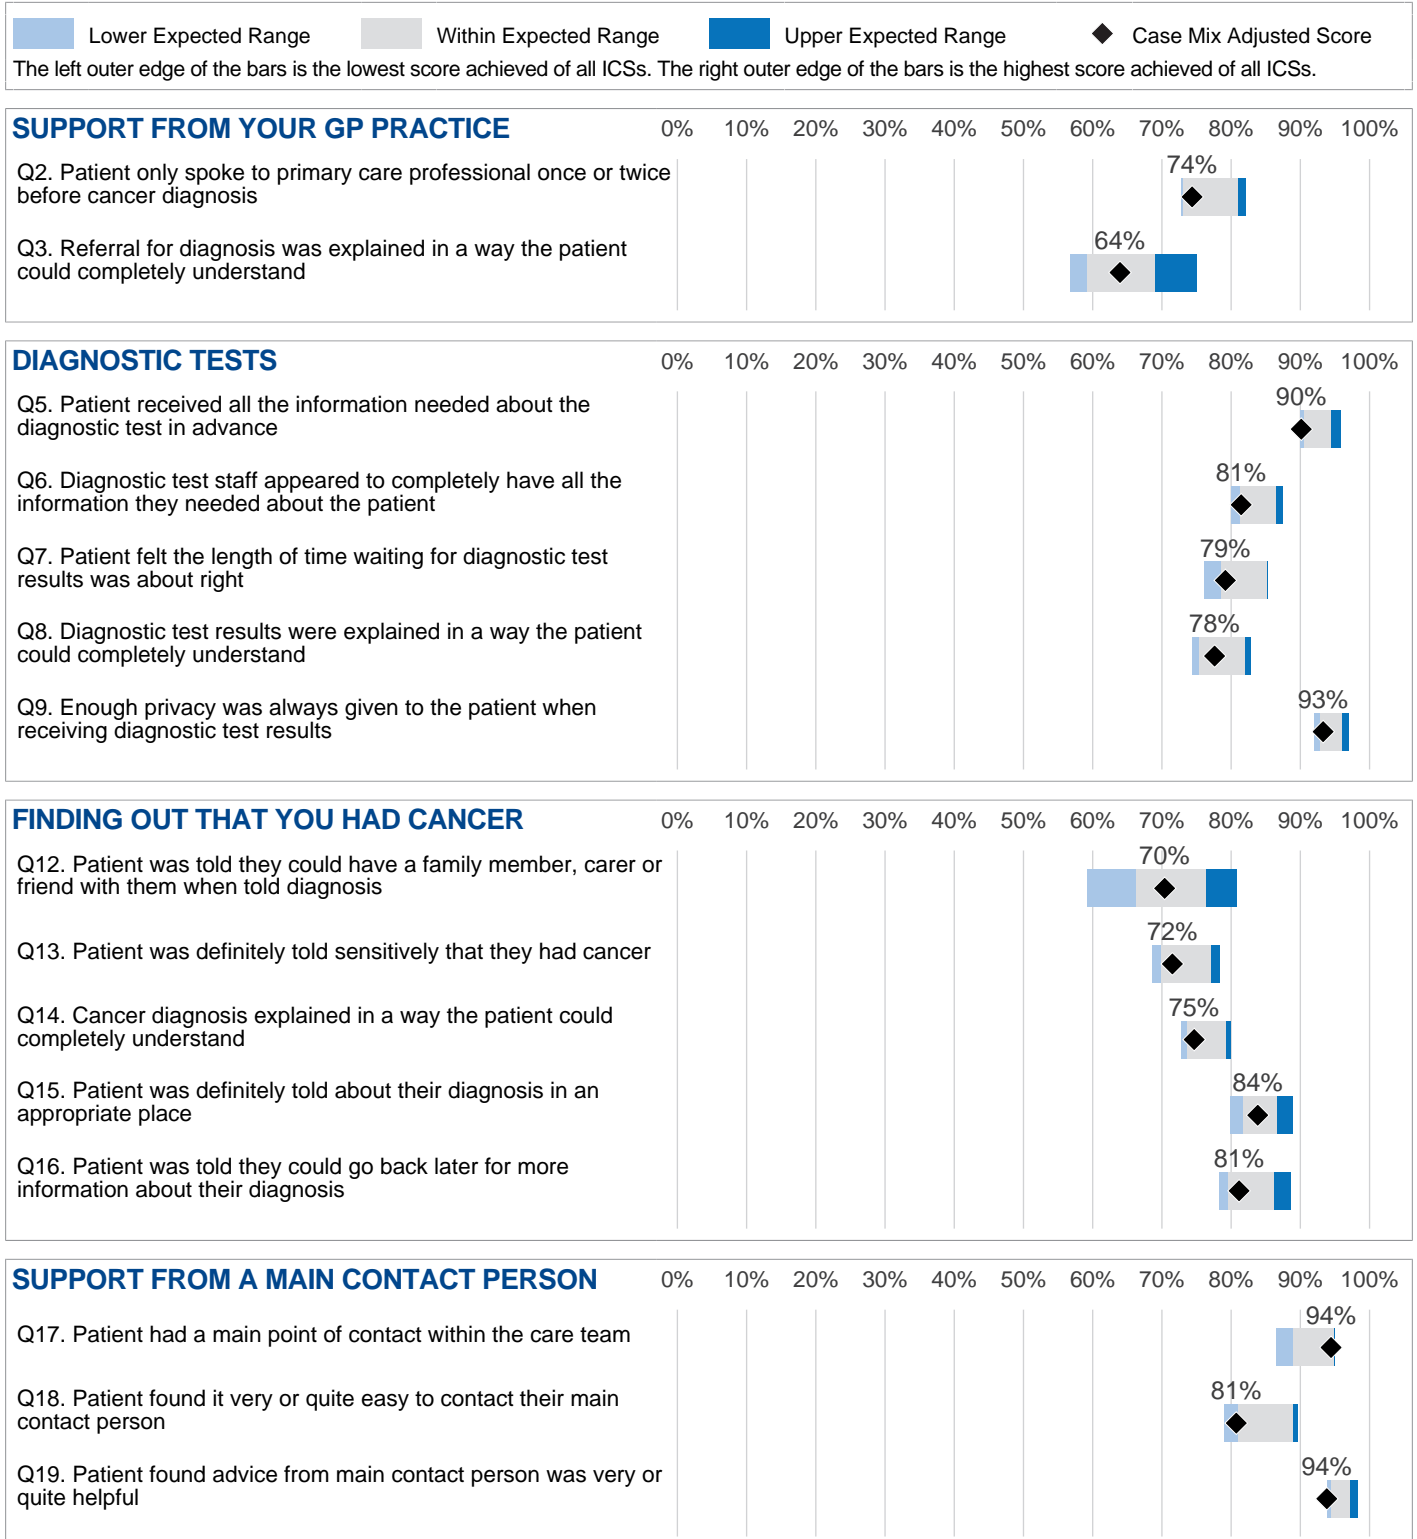 Lower Expected Range Within Expected Range Upper Expected Range Case Mix Adjusted Score
The left outer edge of the bars is the lowest score achieved of all ICSs. The right outer edge of the bars is the highest score achieved of all ICSs.
SUPPORT FROM YOUR GP PRACTICE 0% 10% 20% 30% 40% 50% 60% 70% 80% 90% 100%
74%
Q2. Patient only spoke to primary care professional once or twice
before cancer diagnosis
64%
Q3. Referral for diagnosis was explained in a way the patient
could completely understand
DIAGNOSTIC TESTS 0% 10% 20% 30% 40% 50% 60% 70% 80% 90% 100%
90%
Q5. Patient received all the information needed about the
diagnostic test in advance
81%
Q6. Diagnostic test staff appeared to completely have all the
information they needed about the patient
79%
Q7. Patient felt the length of time waiting for diagnostic test
results was about right
78%
Q8. Diagnostic test results were explained in a way the patient
could completely understand
93%
Q9. Enough privacy was always given to the patient when
receiving diagnostic test results
FINDING OUT THAT YOU HAD CANCER 0% 10% 20% 30% 40% 50% 60% 70% 80% 90% 100%
70%
Q12. Patient was told they could have a family member, carer or
friend with them when told diagnosis
72%
Q13. Patient was definitely told sensitively that they had cancer
75%
Q14. Cancer diagnosis explained in a way the patient could
completely understand
84%
Q15. Patient was definitely told about their diagnosis in an
appropriate place
81%
Q16. Patient was told they could go back later for more
information about their diagnosis
SUPPORT FROM A MAIN CONTACT PERSON 0% 10% 20% 30% 40% 50% 60% 70% 80% 90% 100%
94%
Q17. Patient had a main point of contact within the care team
81%
Q18. Patient found it very or quite easy to contact their main
contact person
94%
Q19. Patient found advice from main contact person was very or
quite helpful